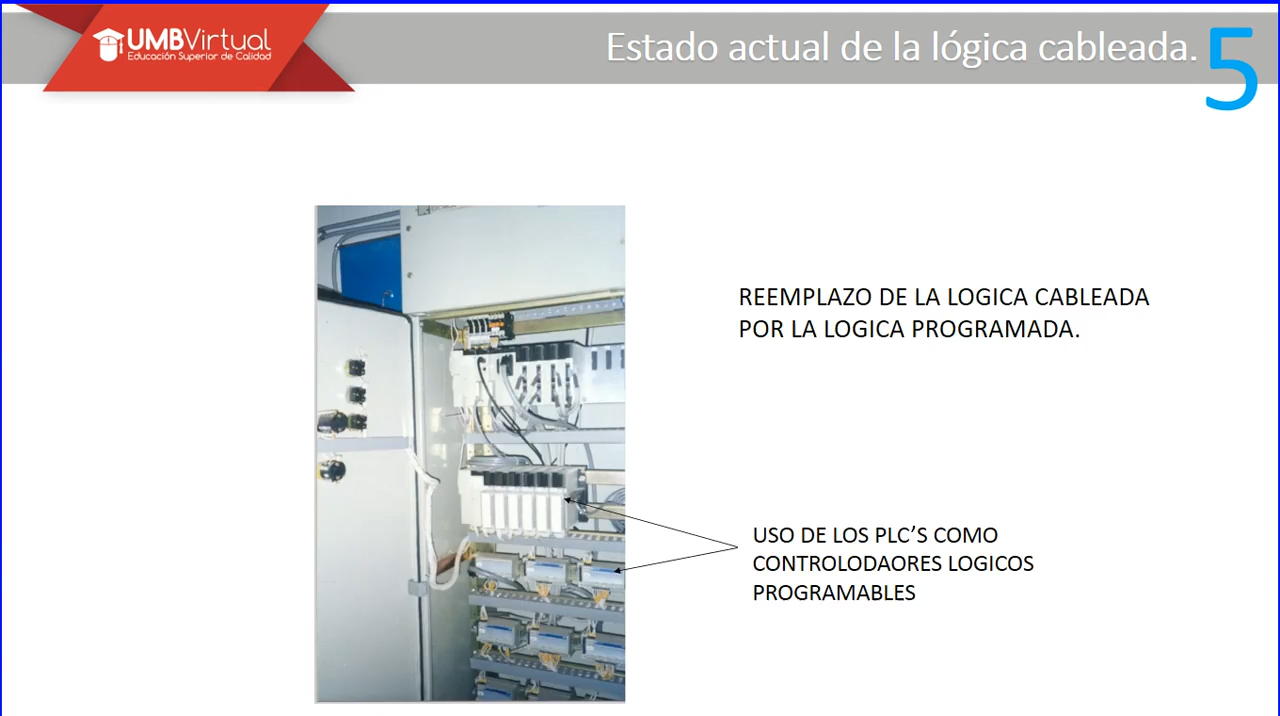 UMBVirtual
Educación Superior de Calidad
Estado actual de la lógica cableada.
5
REEMPLAZO DE LA LOGICA CABLEADA
POR LA LOGICA PROGRAMADA.
USO DE LOS PLC’S COMO
CONTROLODAORES LOGICOS
PROGRAMABLES